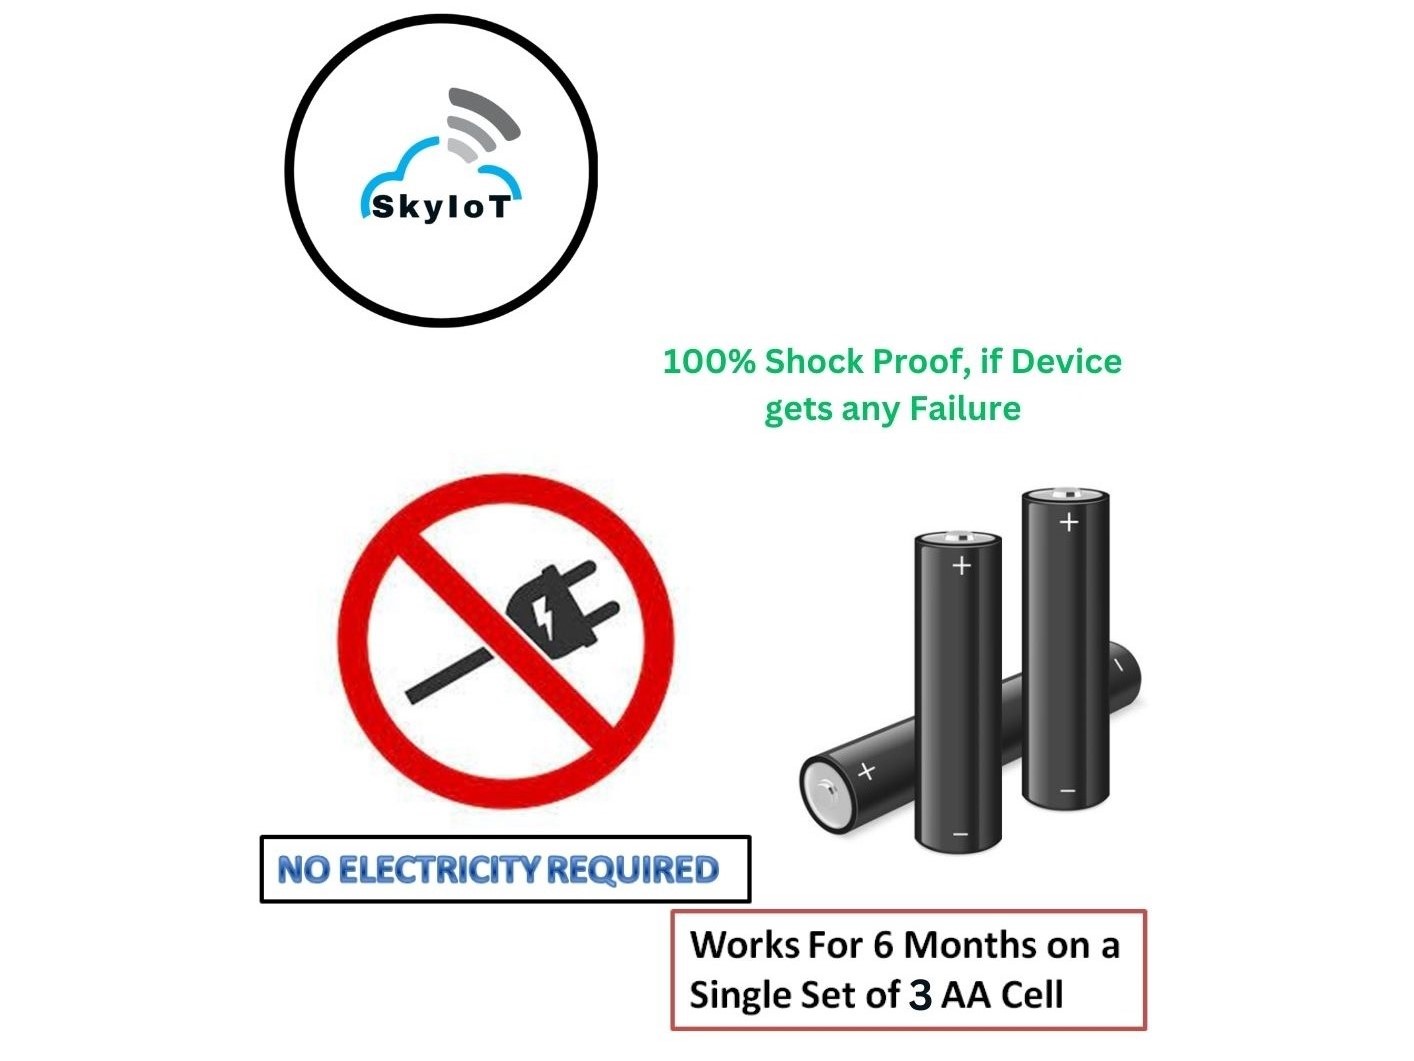 SkyIoT
100% Shock Proof, if Device
gets any Failure
+
+
+
–
–
–
NO ELECTRICITY REQUIRED
Works For 6 Months on a
Single Set of 3 AA Cell